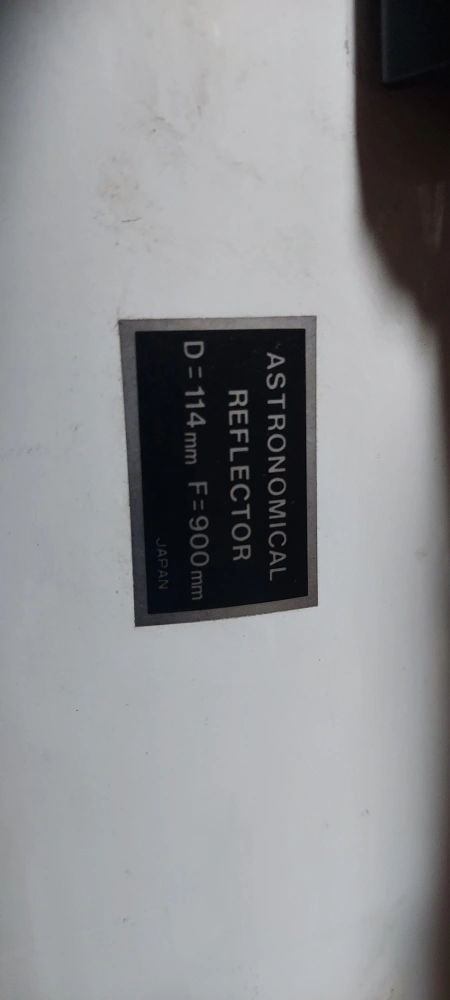 ASTRONOMICAL
REFLECTOR
D=114mm F=900mm
JAPAN